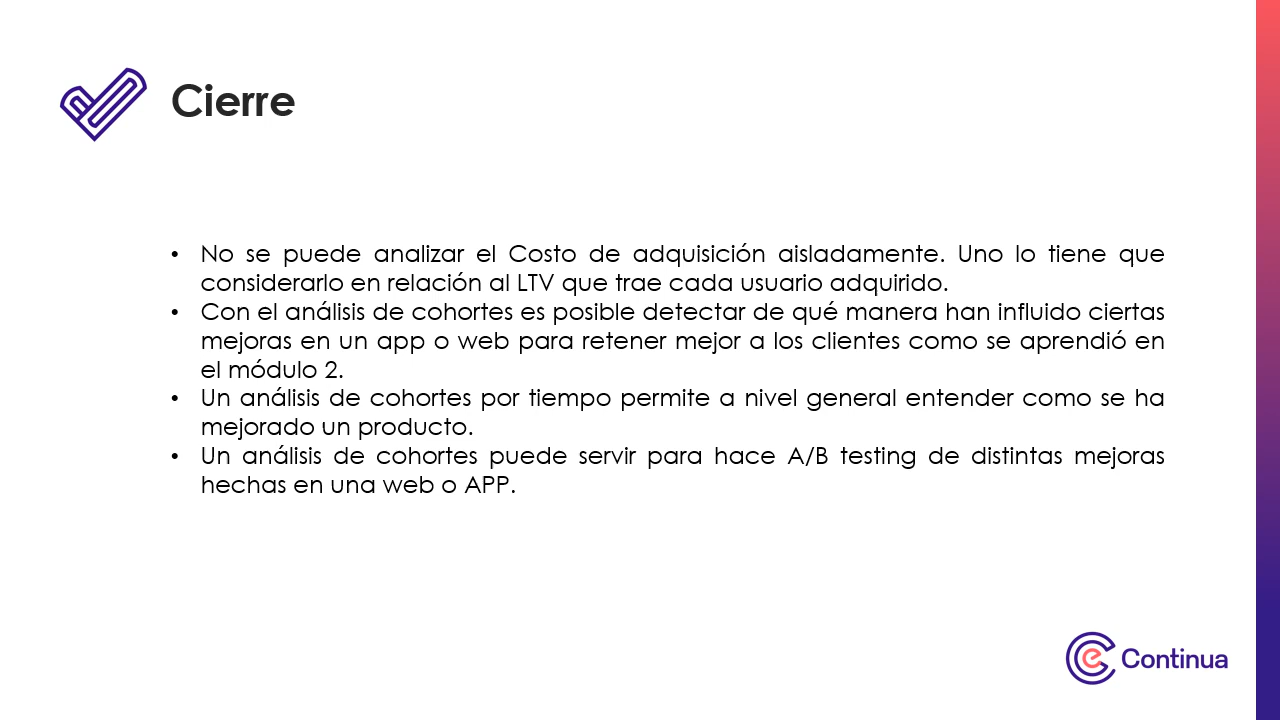 Cierre
• No se puede analizar el Costo de adquisición aisladamente. Uno lo tiene que
considerarlo en relación al LTV que trae cada usuario adquirido.
• Con el análisis de cohortes es posible detectar de qué manera han influido ciertas
mejoras en un app o web para retener mejor a los clientes como se aprendió en
el módulo 2.
• Un análisis de cohortes por tiempo permite a nivel general entender como se ha
mejorado un producto.
• Un análisis de cohortes puede servir para hace A/B testing de distintas mejoras
hechas en una web o APP.
e Continua